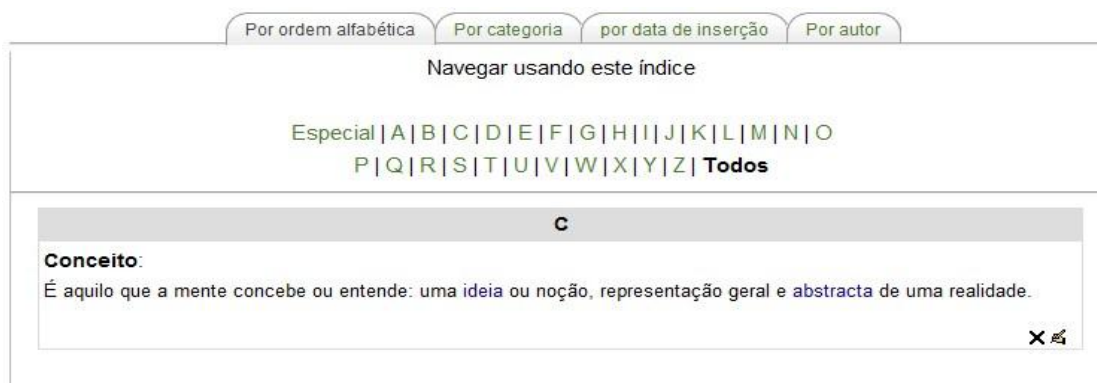 Por ordem alfabética Por categoria por data de inserção Por autor
Navegar usando este índice
Especial | A | B | C | D | E | F | G | H | I | J | K | L | M | N | O
P | Q | R | S | T | U | V | W | X | Y | Z | Todos
C
Conceito:
É aquilo que a mente concebe ou entende: uma ideia ou noção, representação geral e abstracta de uma realidade.